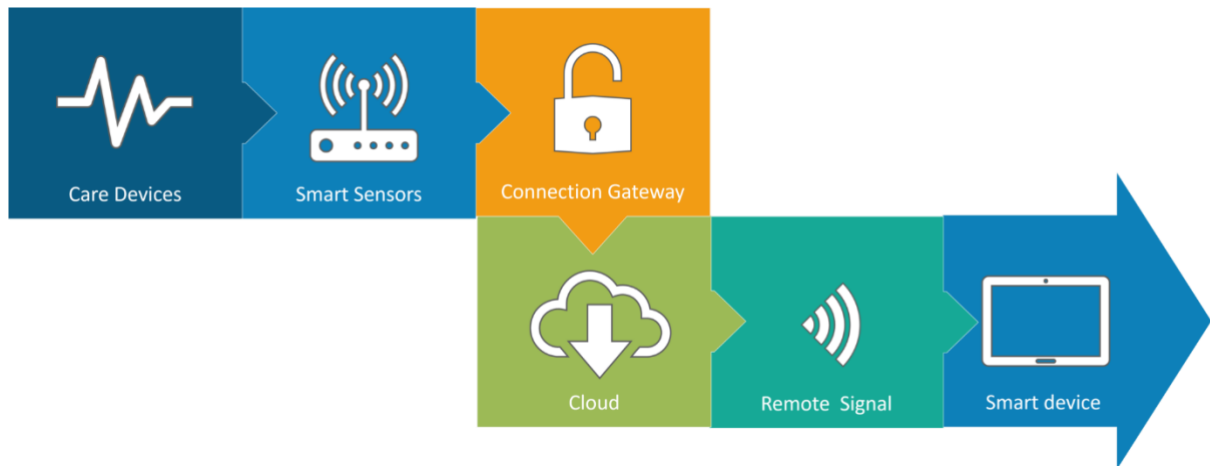 Care Devices
Smart Sensors
Connection Gateway
Cloud
Remote Signal
Smart device